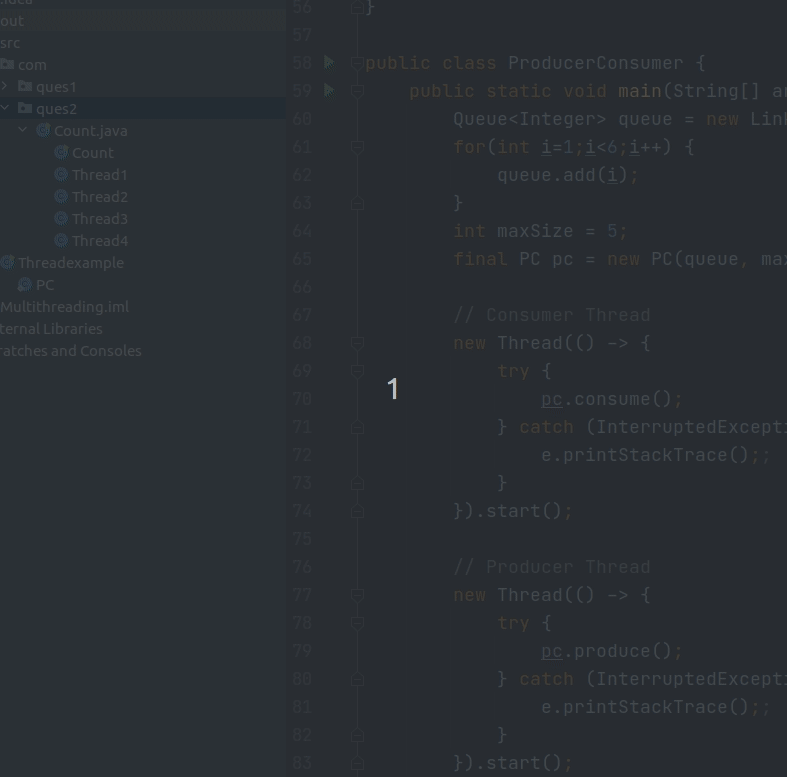 out
src
com
ques1
ques2
Count.java
Count
Thread1
Thread2
Thread3
Thread4
Threadexample
PC
Multithreading.iml
ternal Libraries
ratches and Consoles
1
56 }
57
58 public class ProducerConsumer {
59 public static void main(String[] ar
60 Queue<Integer> queue = new Link
61 for(int i=1;i<6;i++) {
62 queue.add(i);
63 }
64 int maxSize = 5;
65 final PC pc = new PC(queue, max
66
67 // Consumer Thread
68 new Thread(() -> {
69 try {
70 pc.consume();
71 } catch (InterruptedExcepti
72 e.printStackTrace();;
73 }
74 }).start();
75
76 // Producer Thread
77 new Thread(() -> {
78 try {
79 pc.produce();
80 } catch (InterruptedExcepti
81 e.printStackTrace();;
82 }
83 }).start();